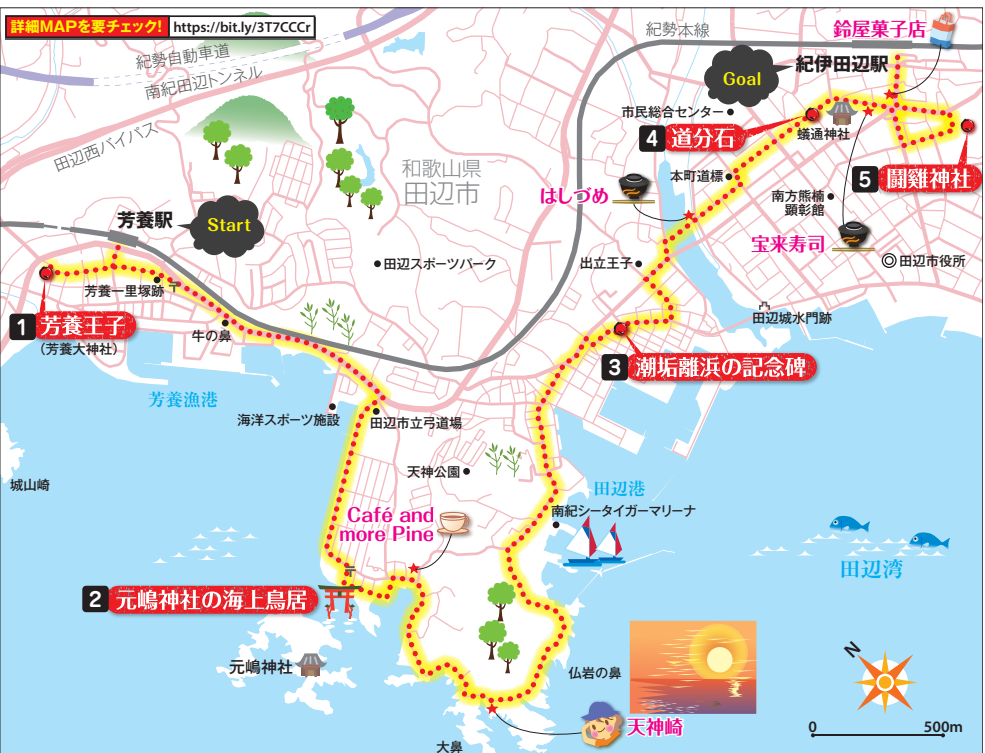 詳細MAPを要チェック!
https://bit.ly/3T7CCCr
紀勢自動車道
南紀田辺トンネル
田辺西バイパス
紀勢本線
鈴屋菓子店
紀伊田辺駅
Goal
市民総合センター
4 道分石
蟻通神社
5 鬪雞神社
本町道標
南方熊楠
顕彰館
宝来寿司
田辺市役所
はしづめ
出立王子
田辺城水門跡
3 潮垢離浜の記念碑
和歌山県
田辺市
芳養駅
Start
田辺スポーツパーク
芳養一里塚跡
1 芳養王子
(芳養大神社)
牛の鼻
芳養漁港
海洋スポーツ施設
田辺市立弓道場
天神公園
城山崎
Café and
more Pine
田辺港
南紀シータイガーマリーナ
田辺湾
2 元嶋神社の海上鳥居
元嶋神社
仏岩の鼻
天神崎
大鼻
N
0
500m